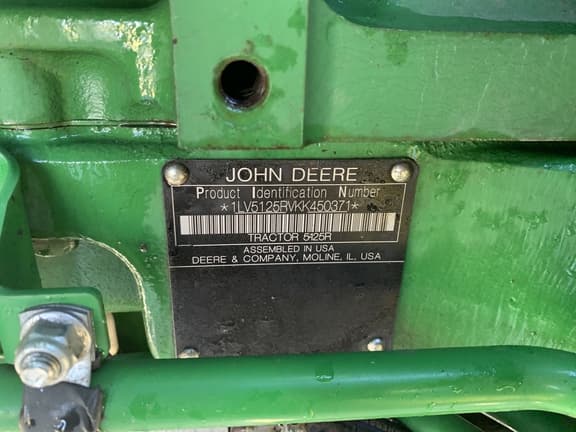 JOHN DEERE
Product Identification Number
*1LV5125RVKK450371*
TRACTOR 5125R
ASSEMBLED IN USA
DEERE & COMPANY, MOLINE, IL, USA